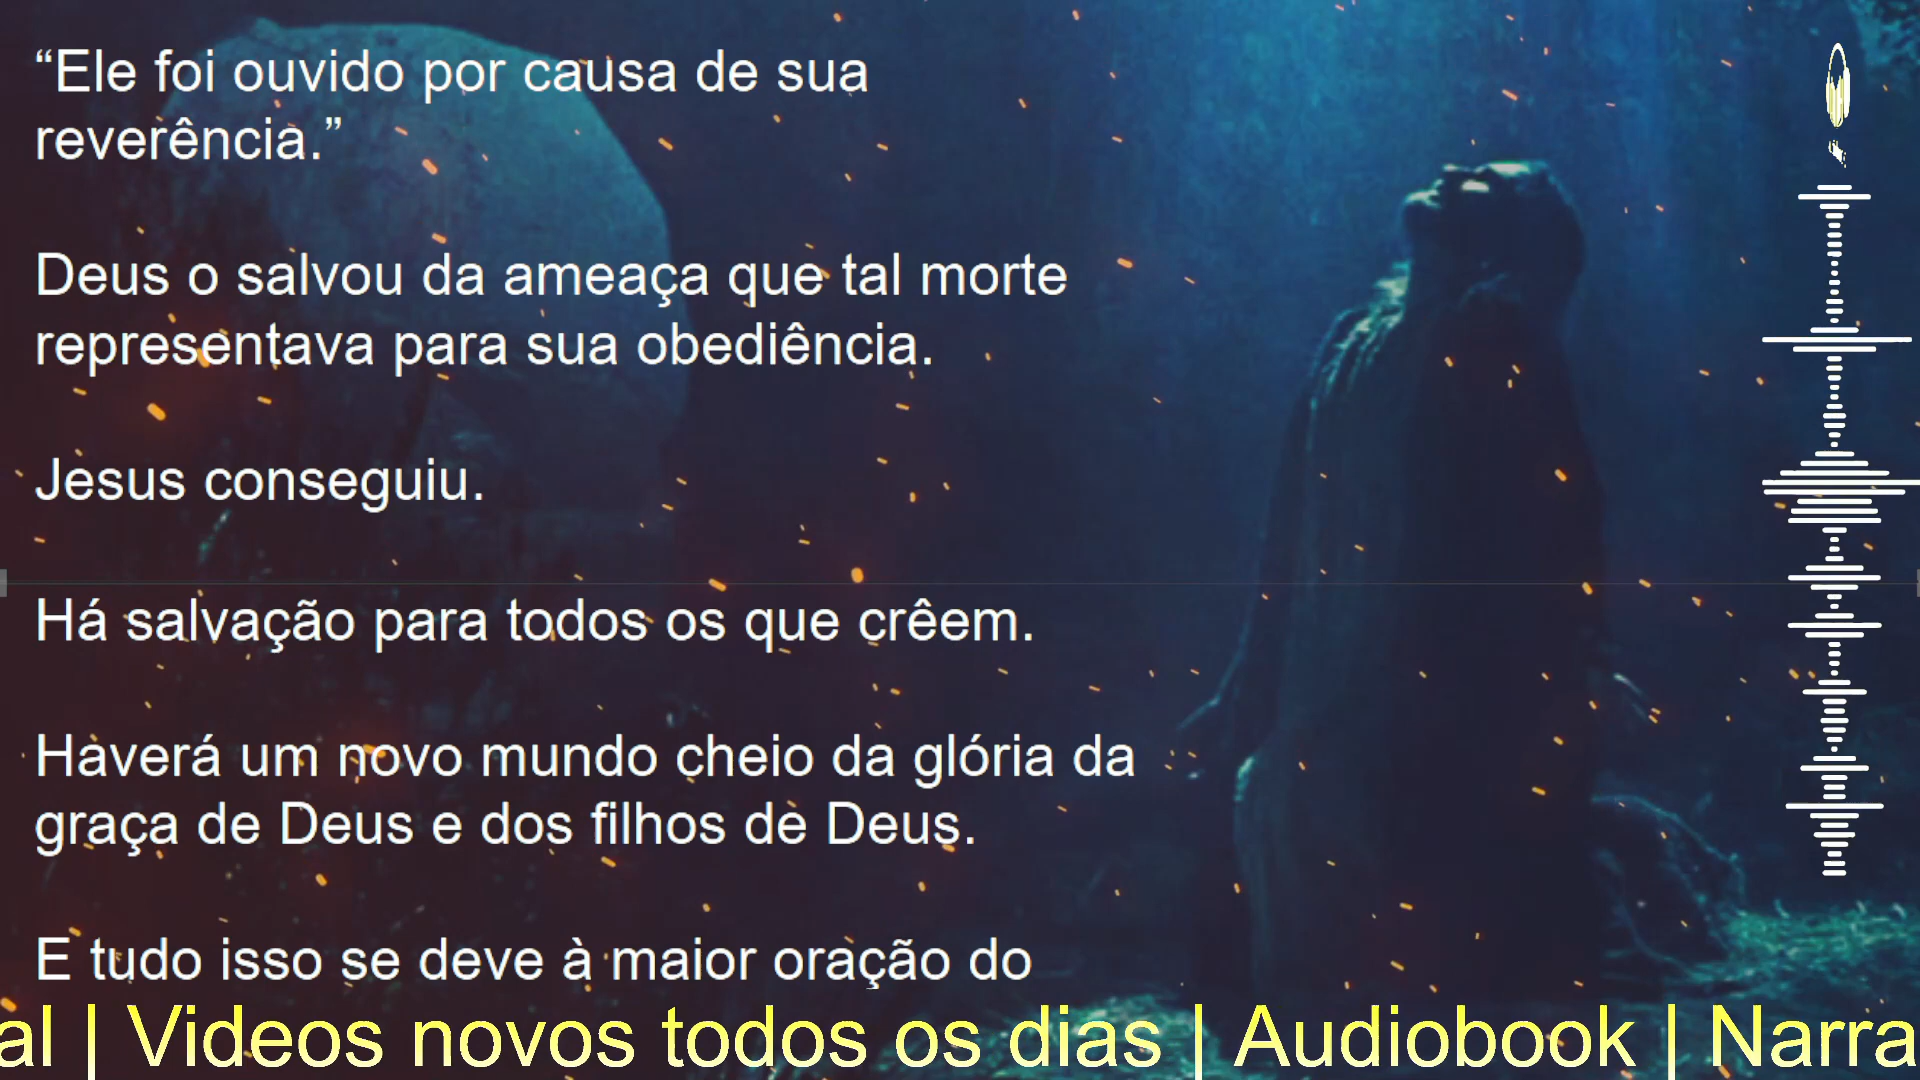 “Ele foi ouvido por causa de sua
reverência.”
Deus o salvou da ameaça que tal morte
representava para sua obediência.
Jesus conseguiu.
Há salvação para todos os que crêem.
Haverá um novo mundo cheio da glória da
graça de Deus e dos filhos de Deus.
E tudo isso se deve à maior oração do
al | Videos novos todos os dias | Audiobook | Narra